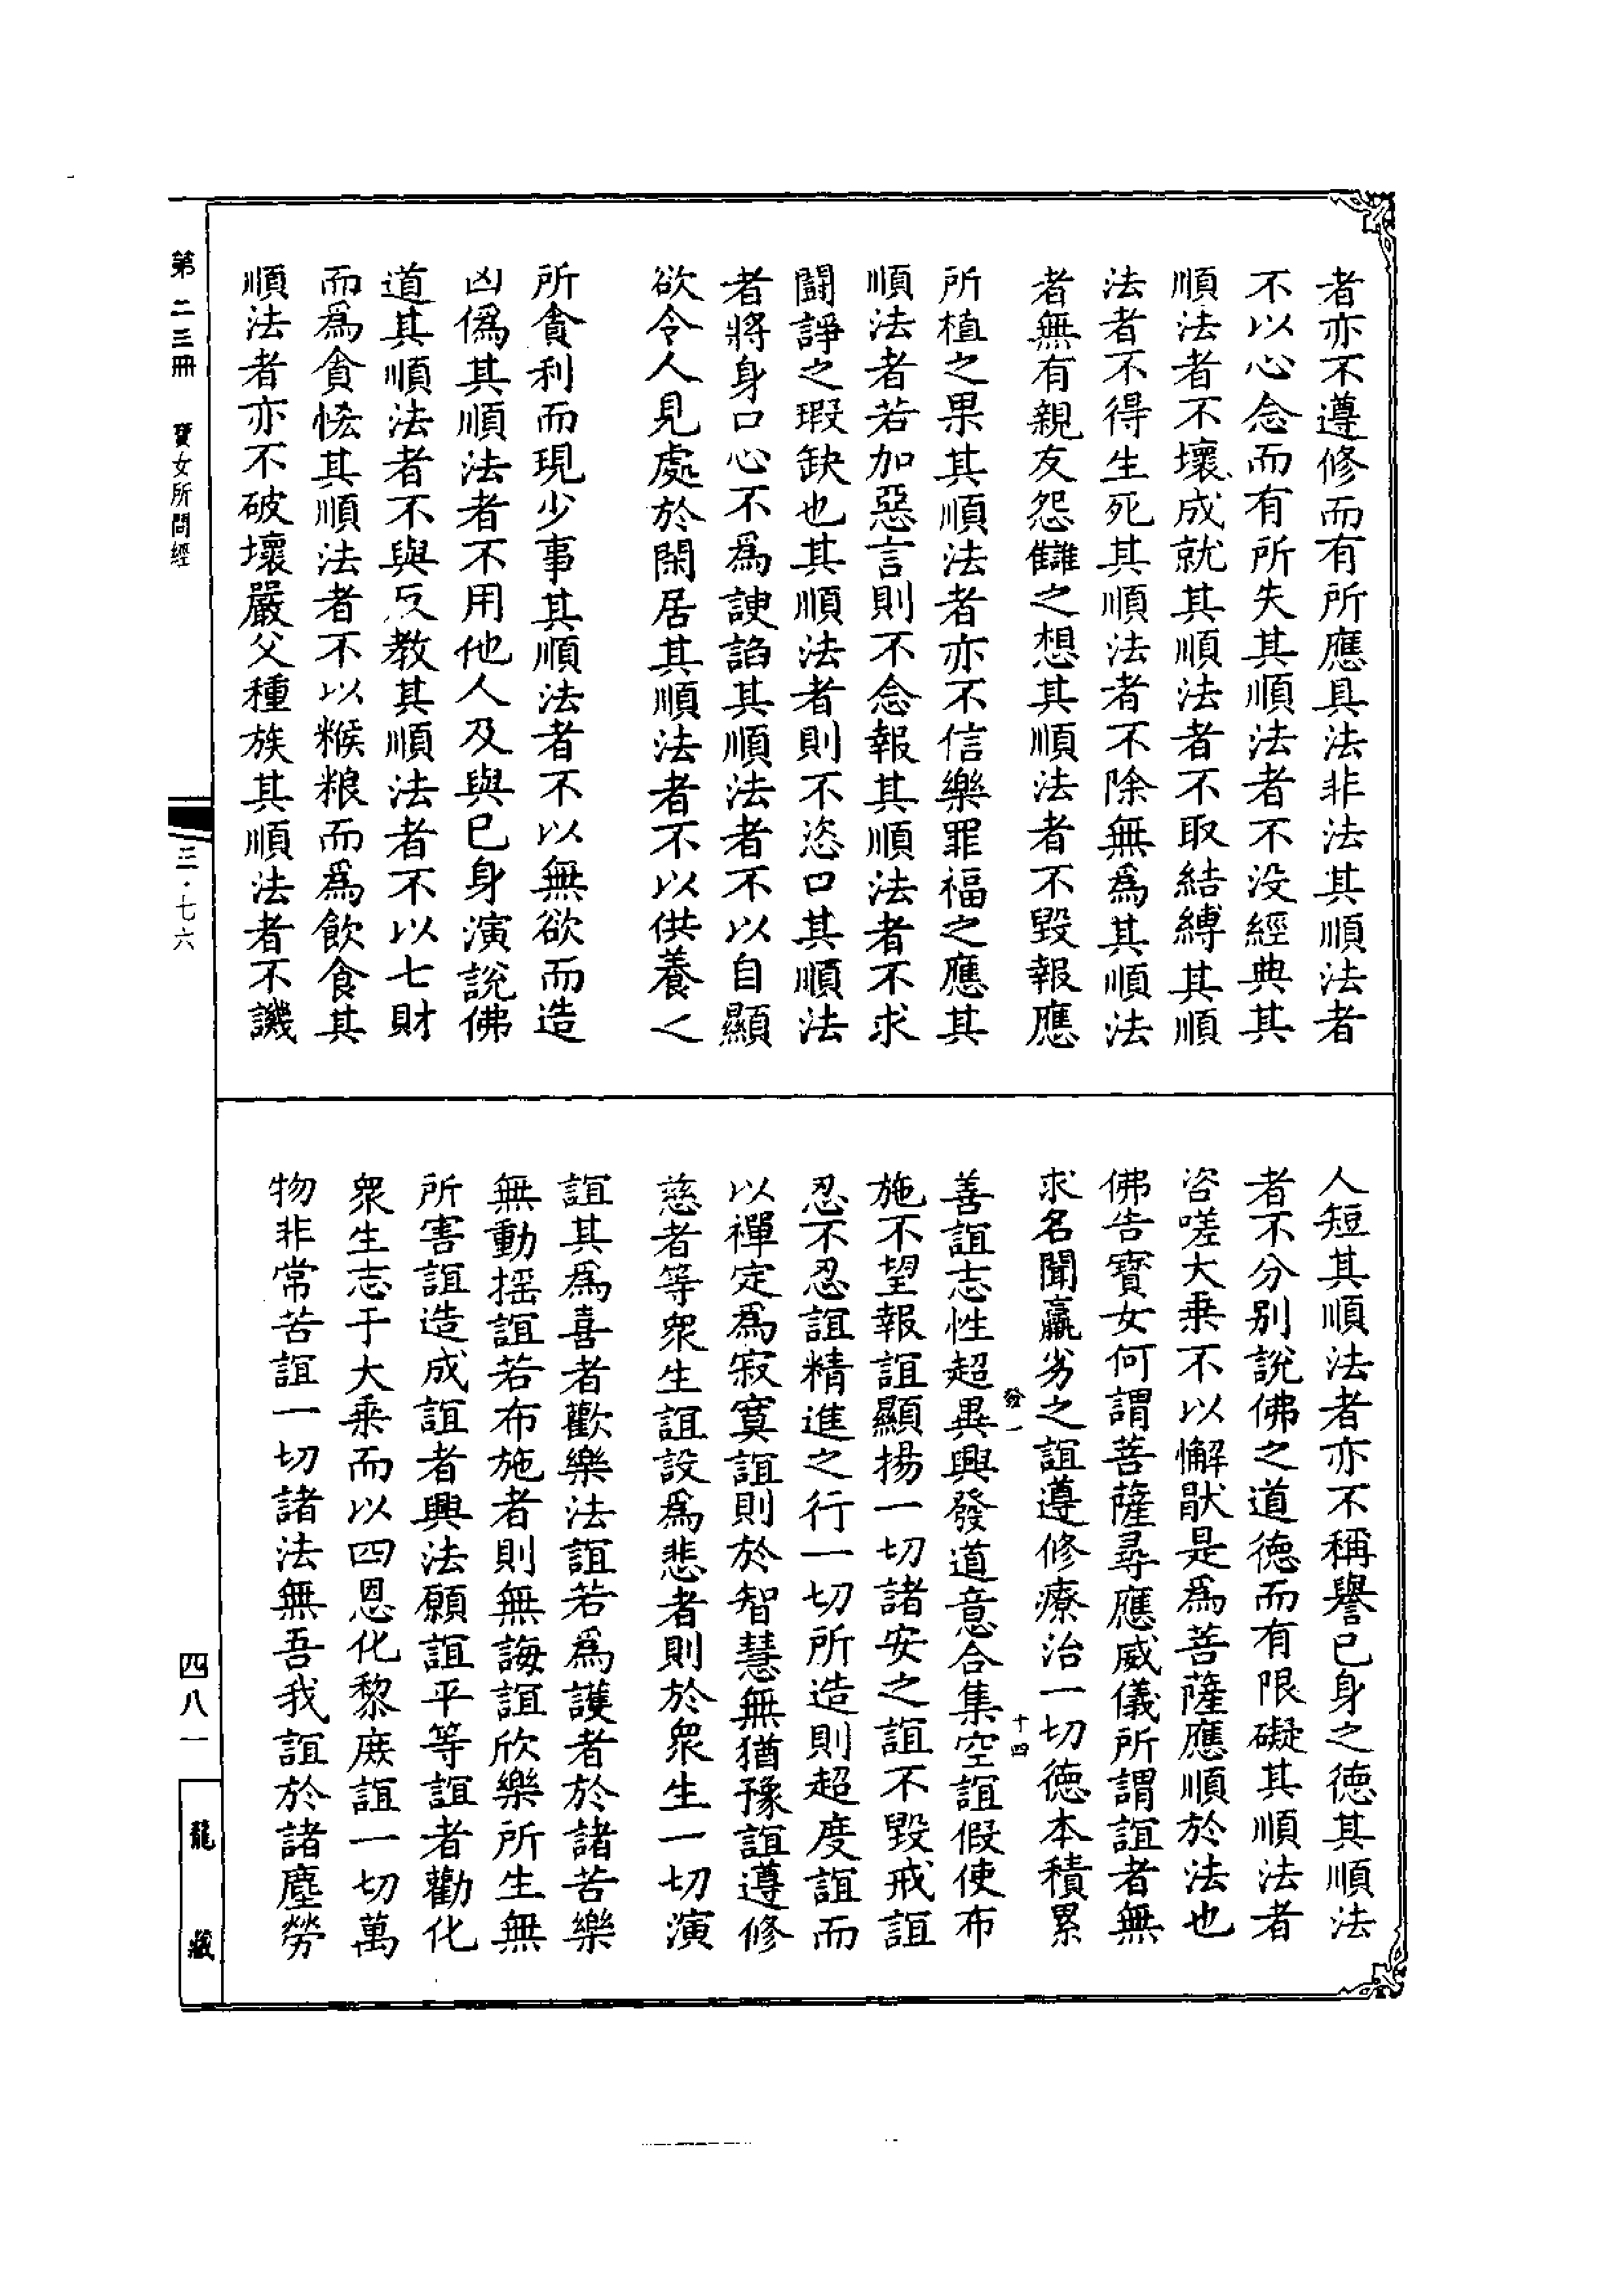 者亦不遵修而有所應具法非法其順法者
不以心念而有所失其順法者不没經典其
順法者不壞成就其順法者不取結縛其順
法者不得生死其順法者不除無爲其順法
者無有親友怨讎之想其順法者不毀報應
所植之果其順法者亦不信樂罪福之應其
順法者若加惡言則不念報其順法者不求
闘諍之瑕缺也其順法者則不恣口其順法
者將身口心不爲諛諂其順法者不以自顯
欲令人見處於閑居其順法者不以供養之
所貪利而現少事其順法者不以無欲而造
凶僞其順法者不用他人及與已身演說佛
道其順法者不與反教其順法者不以七財
而爲貪恡其順法者不以糇粮而爲飲食其
順法者亦不破壞嚴父種族其順法者不譏
人短其順法者亦不稱譽已身之德其順法
者不分别說佛之道德而有限礙其順法者
咨嗟大乗不以懈猒是爲菩薩應順於法也
佛告寳女何謂菩薩尋應威儀所謂誼者無
求名聞羸劣之誼遵修療治一切德本積累
善誼志性超異興發道意合集空誼假使布
施不望報誼顯揚一切諸安之誼不毀戒誼
忍不忍誼精進之行一切所造則超度誼而
以禪定爲寂寞誼則於智慧無猶豫誼遵修
慈者等衆生誼設爲悲者則於衆生一切演
誼其爲喜者歡樂法誼若爲護者於諸苦樂
無動揺誼若布施者則無誨誼欣樂所生無
所害誼造成誼者興法願誼平等誼者勸化
衆生志于大乗而以四恩化黎庶誼一切萬
物非常苦誼一切諸法無吾我誼於諸塵勞
發一
十四
第二三冊 寳女所問經
三·七六
四八一
龍藏